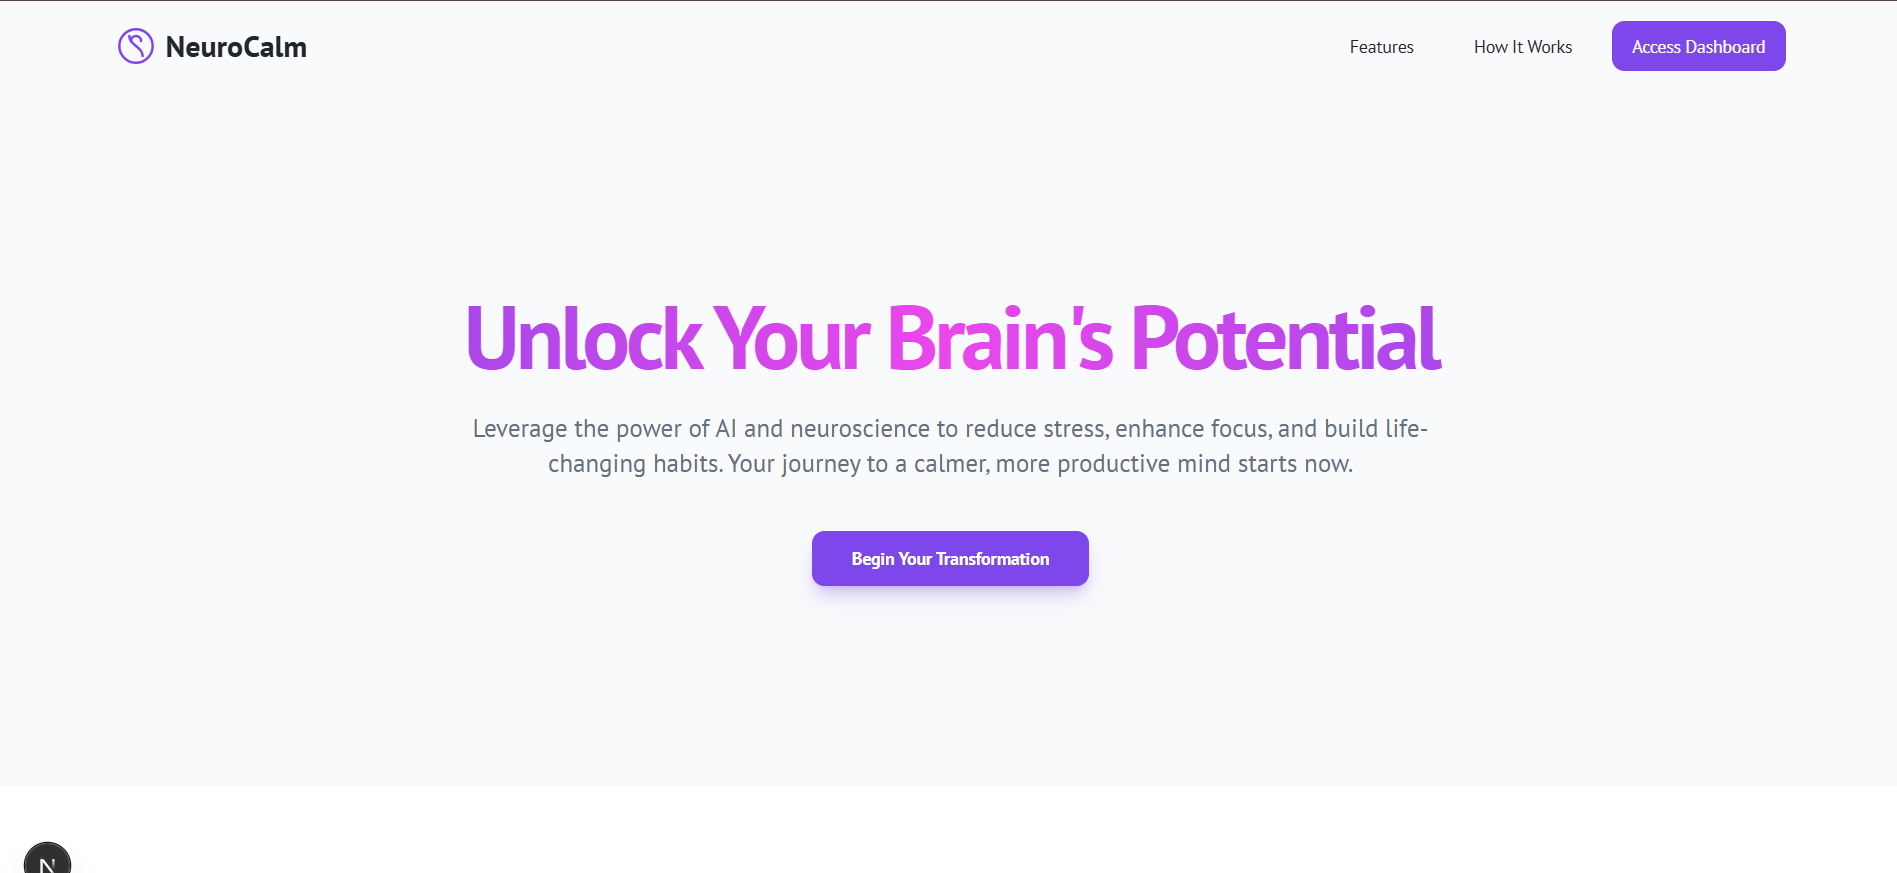 NeuroCalm
Features
How It Works
Access Dashboard
Unlock Your Brain's Potential
Leverage the power of AI and neuroscience to reduce stress, enhance focus, and build life-
changing habits. Your journey to a calmer, more productive mind starts now.
Begin Your Transformation
N